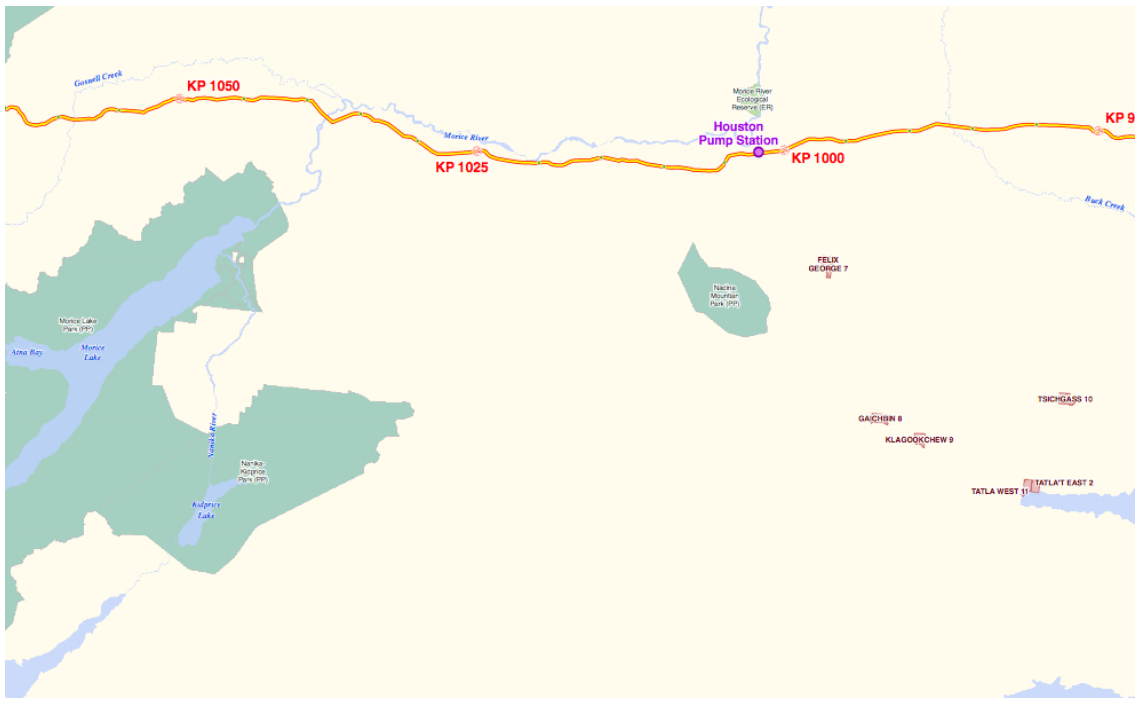 Gosnell Creek
KP 1050
Morice River
Ecological
Reserve (ER)
KP 9
Houston
Pump Station
Morice River
KP 1025
KP 1000
Buck Creek
FELIX
GEORGE 7
Nadina
Mountain
Park (PP)
Morice Lake
Park (PP)
Atna Bay
Morice
Lake
TSICHGASS 10
GAICHBIN 8
Nanika River
KLAGOOKCHEW 9
Nanika-
Kidprice
Park (PP)
TATLA'T EAST 2
TATLA WEST 11
Kidprice
Lake